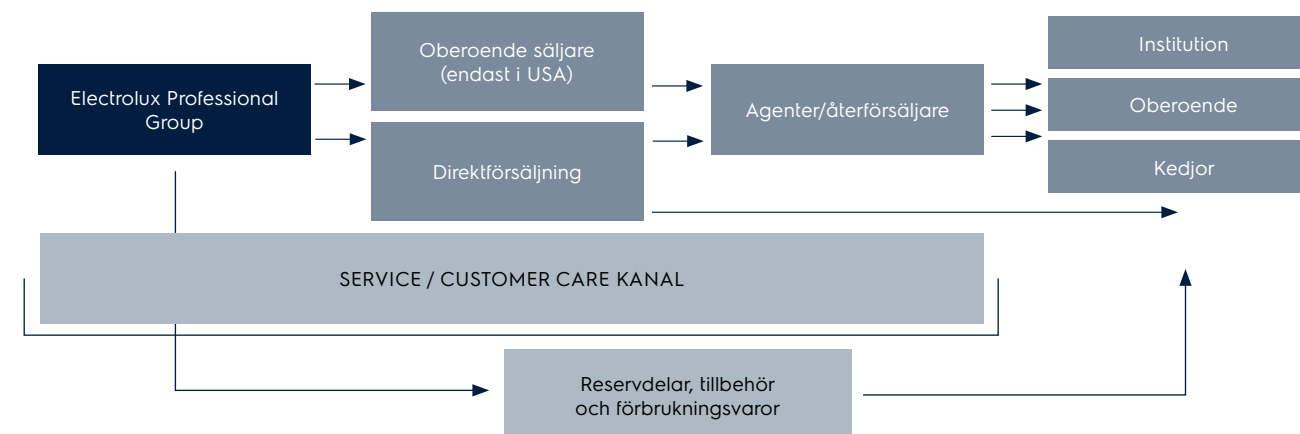 Electrolux Professional
Group
Oberoende säljare
(endast i USA)
Direktförsäljning
Agenter/återförsäljare
Institution
Oberoende
Kedjor
SERVICE / CUSTOMER CARE KANAL
Reservdelar, tillbehör
och förbrukningsvaror